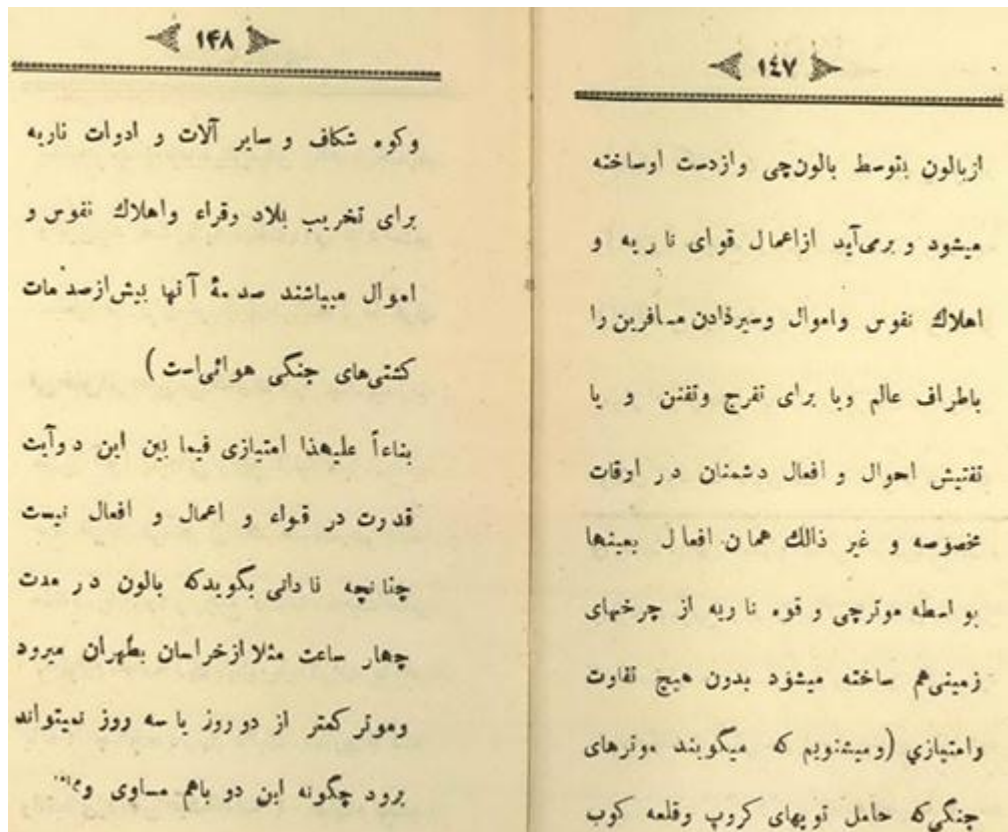 ۱٤۷
ازبالون بتوسط بالون‌چی وازدست اوساخته
میشود و برمی‌آید ازاعمال قوای ناریه و
اهلاك نفوس واموال وسیردادن مسافرین را
باطراف عالم ویا برای تفرج وتفنن و یا
تفتیش احوال و افعال دشمنان در اوقات
مخصوصه و غیر ذالك همان افعال بعینها
بواسطه موترچی و قوه ناریه از چرخهای
زمینی‌هم ساخته میشود بدون هیچ تفاوت
وامتیازي (ومیشنویم که میگویند موترهای
جنگی‌که حامل توپهای کروپ وقلعه کوب
۱۴۸
وکوه شکاف و سایر آلات و ادوات ناریه
برای تخریب بلاد وقراء واهلاك نفوس و
اموال میباشند صدمهٔ آنها بیش‌ازصدمات
کشتی‌های جنگی هوائی‌است )
بناءاً علیهذا امتیازی فیما بین این دوآیت
قدرت در قواء و اعمال و افعال نیست
چنانچه نادانی بگویدکه بالون در مدت
چهار ساعت مثلا ازخراسان بطهران میرود
وموتر کمتر از دو روز یا سه روز نمیتواند
برود چگونه این دو باهم مساوی